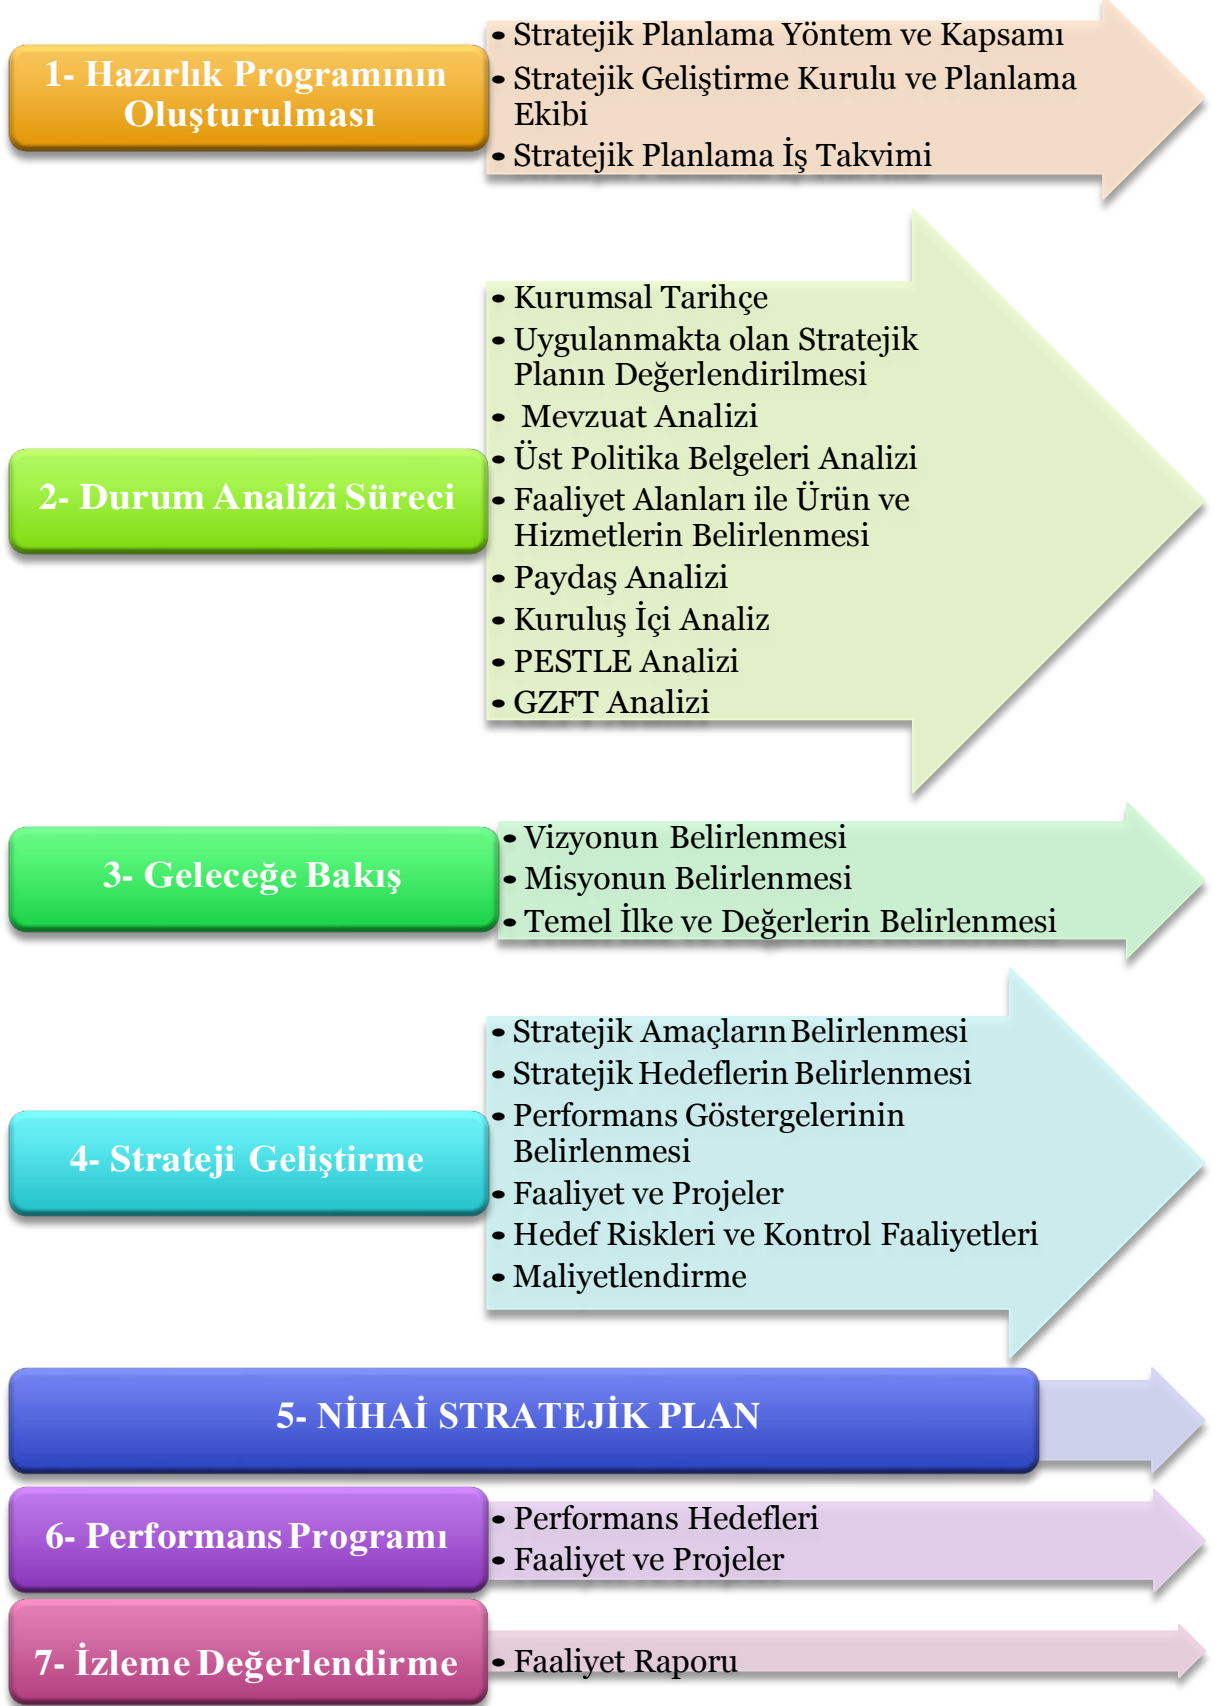 1- Hazırlık Programının
Oluşturulması
• Stratejik Planlama Yöntem ve Kapsamı
• Stratejik Geliştirme Kurulu ve Planlama
Ekibi
• Stratejik Planlama İş Takvimi
2- Durum Analizi Süreci
• Kurumsal Tarihçe
• Uygulanmakta olan Stratejik
Planın Değerlendirilmesi
• Mevzuat Analizi
• Üst Politika Belgeleri Analizi
• Faaliyet Alanları ile Ürün ve
Hizmetlerin Belirlenmesi
• Paydaş Analizi
• Kuruluş İçi Analiz
• PESTLE Analizi
• GZFT Analizi
3- Geleceğe Bakış
• Vizyonun Belirlenmesi
• Misyonun Belirlenmesi
• Temel İlke ve Değerlerin Belirlenmesi
4- Strateji Geliştirme
• Stratejik Amaçların Belirlenmesi
• Stratejik Hedeflerin Belirlenmesi
• Performans Göstergelerinin
Belirlenmesi
• Faaliyet ve Projeler
• Hedef Riskleri ve Kontrol Faaliyetleri
• Maliyetlendirme
5- NİHAİ STRATEJİK PLAN
6- Performans Programı
• Performans Hedefleri
• Faaliyet ve Projeler
7- İzleme Değerlendirme
• Faaliyet Raporu